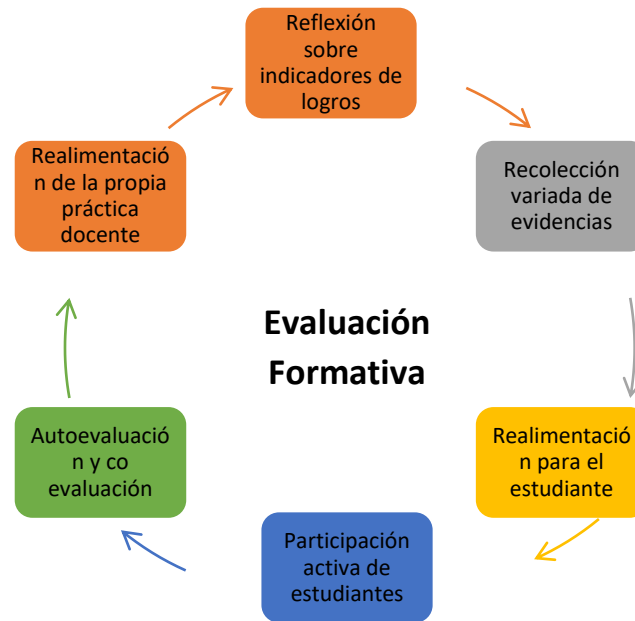 Reflexión
sobre
indicadores de
logros
Recolección
variada de
evidencias
Realimentació
n para el
estudiante
Participación
activa de
estudiantes
Autoevaluació
n y co
evaluación
Realimentació
n de la propia
práctica
docente
Evaluación
Formativa